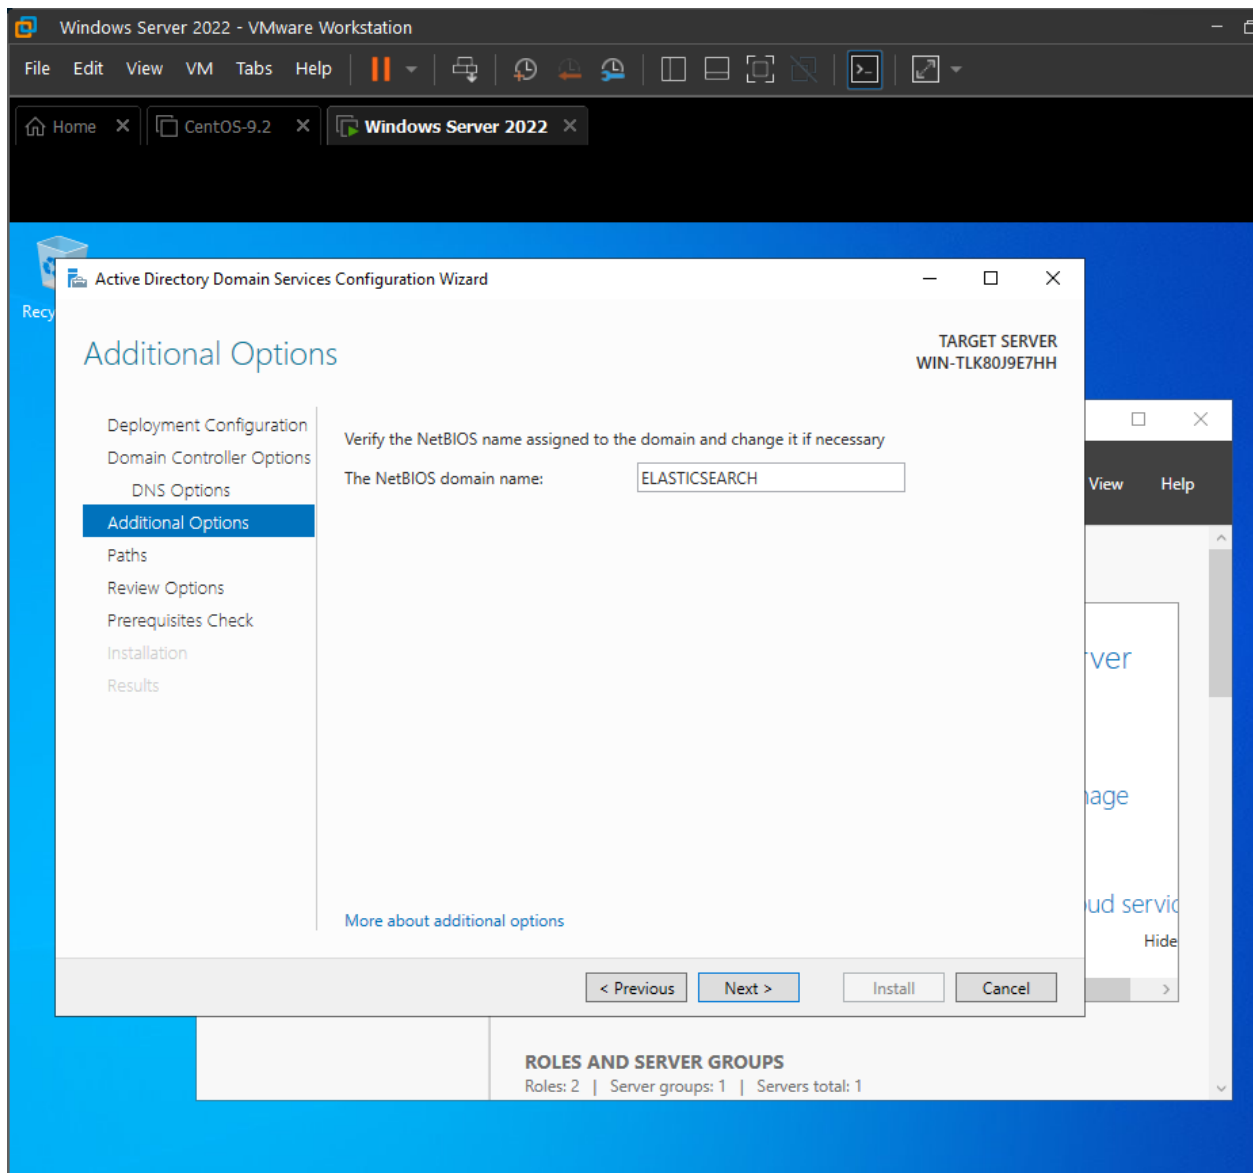 Windows Server 2022 - VMware Workstation
File Edit View VM Tabs Help
Home CentOS-9.2 Windows Server 2022
Recy
Active Directory Domain Services Configuration Wizard
Additional Options
TARGET SERVER
WIN-TLK80J9E7HH
Deployment Configuration
Domain Controller Options
DNS Options
Additional Options
Paths
Review Options
Prerequisites Check
Installation
Results
Verify the NetBIOS name assigned to the domain and change it if necessary
The NetBIOS domain name: ELASTICSEARCH
More about additional options
< Previous Next > Install Cancel
View Help
ver
nage
oud servic
Hide
ROLES AND SERVER GROUPS
Roles: 2 | Server groups: 1 | Servers total: 1